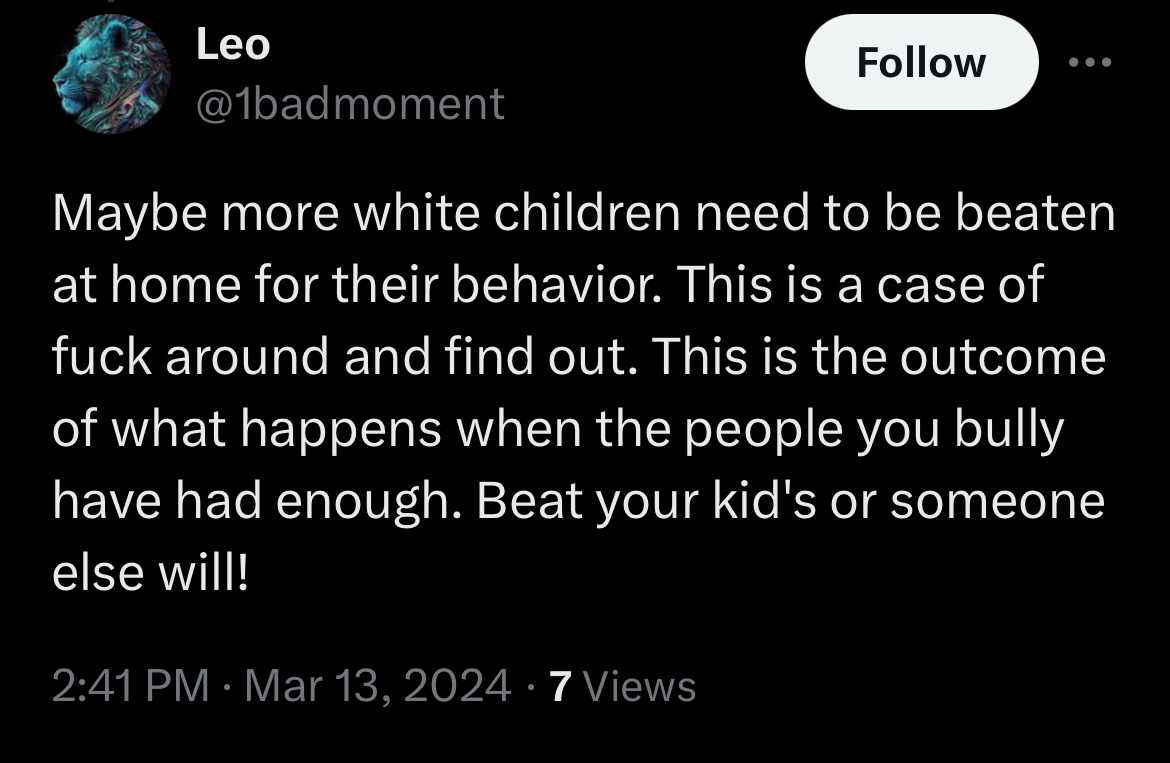 Leo
@1badmoment
Follow
Maybe more white children need to be beaten
at home for their behavior. This is a case of
fuck around and find out. This is the outcome
of what happens when the people you bully
have had enough. Beat your kid's or someone
else will!
2:41 PM · Mar 13, 2024 · 7 Views